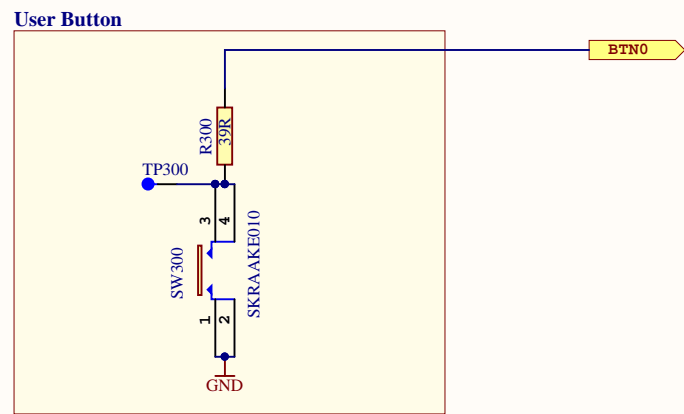 User Button
BTN0
R300
39R
TP300
3
4
SW300
SKRAAKE010
1
2
GND